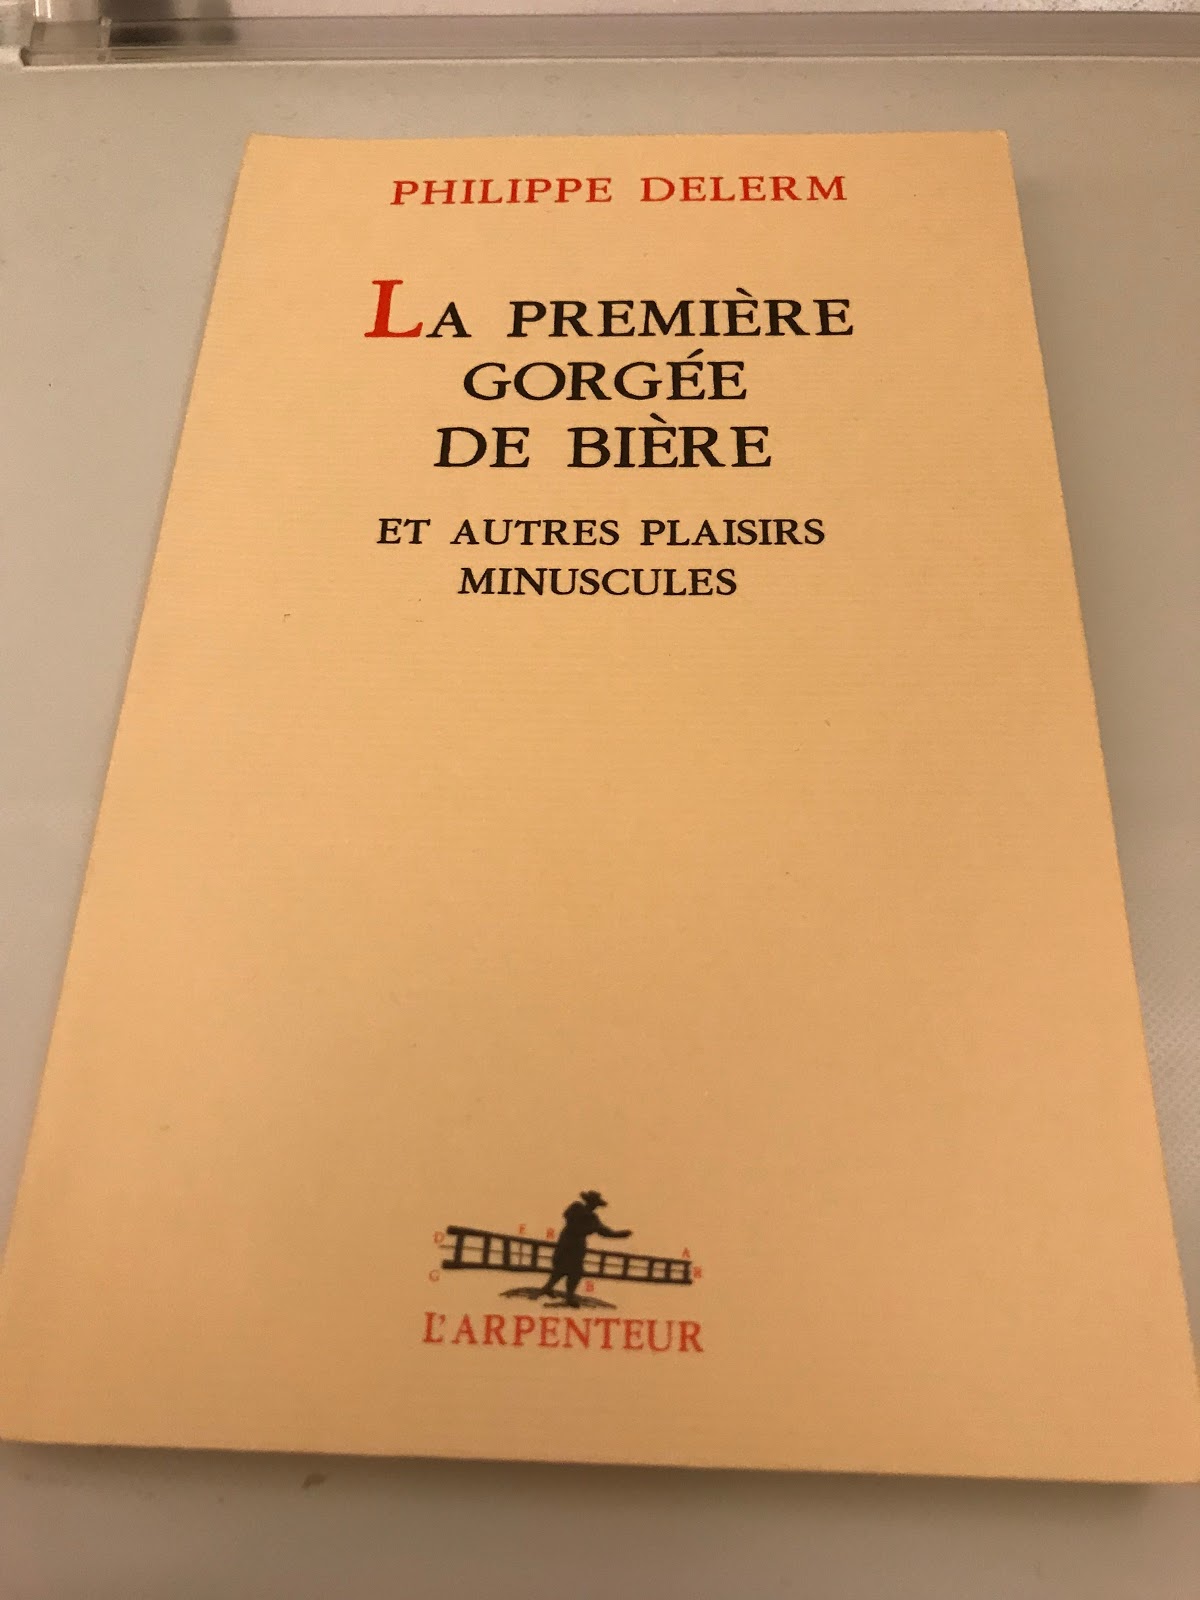 PHILIPPE DELERM
LA PREMIÈRE
GORGÉE
DE BIÈRE
ET AUTRES PLAISIRS
MINUSCULES
D E R A
G B R
L'ARPENTEUR